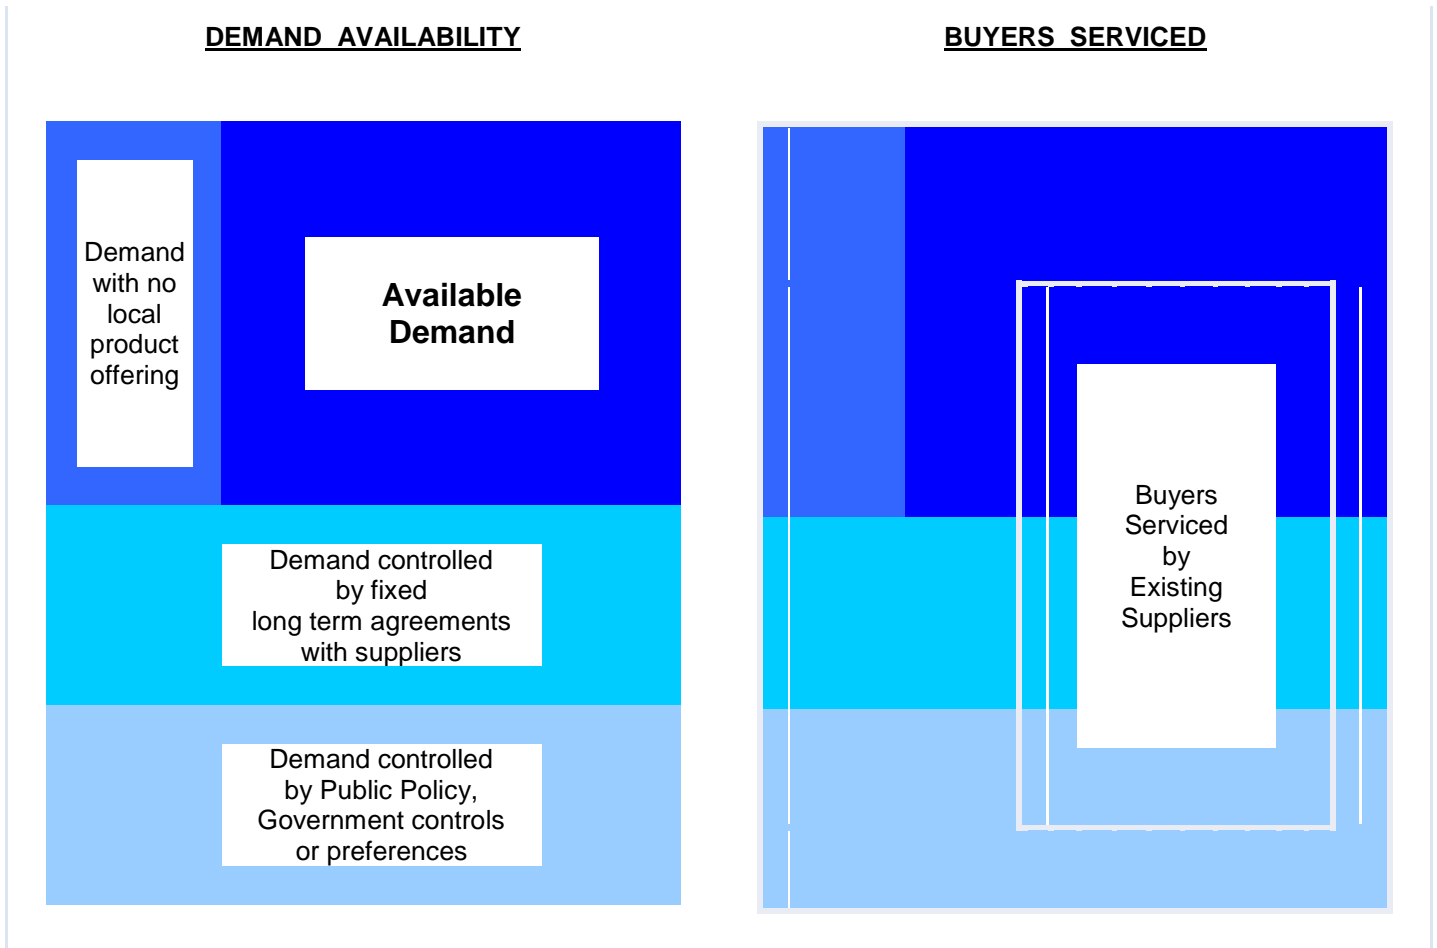 DEMAND AVAILABILITY
BUYERS SERVICED
Demand
with no
local
product
offering
Available
Demand
Demand controlled
by fixed
long term agreements
with suppliers
Demand controlled
by Public Policy,
Government controls
or preferences
Buyers
Serviced
by
Existing
Suppliers